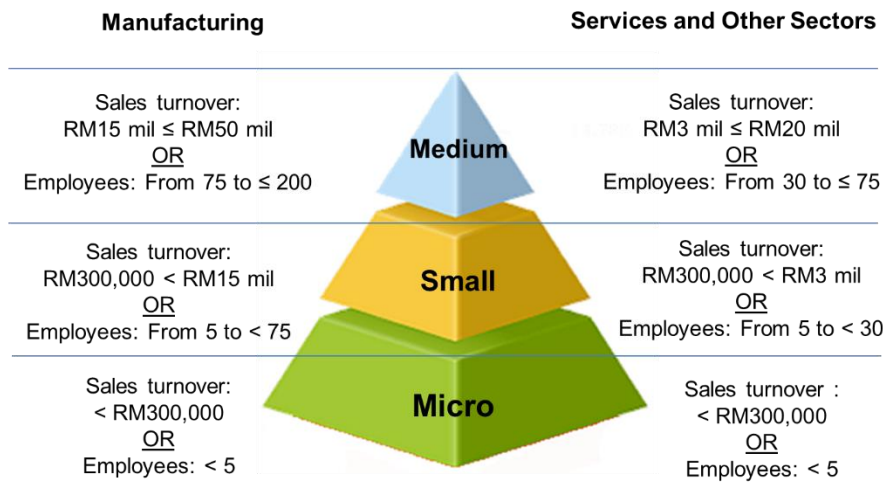 Manufacturing
Services and Other Sectors
Sales turnover:
RM15 mil ≤ RM50 mil
OR
Employees: From 75 to ≤ 200
Medium
Sales turnover:
RM3 mil ≤ RM20 mil
OR
Employees: From 30 to ≤ 75
Sales turnover:
RM300,000 < RM15 mil
OR
Employees: From 5 to < 75
Small
Sales turnover:
RM300,000 < RM3 mil
OR
Employees: From 5 to < 30
Sales turnover:
< RM300,000
OR
Employees: < 5
Micro
Sales turnover :
< RM300,000
OR
Employees: < 5